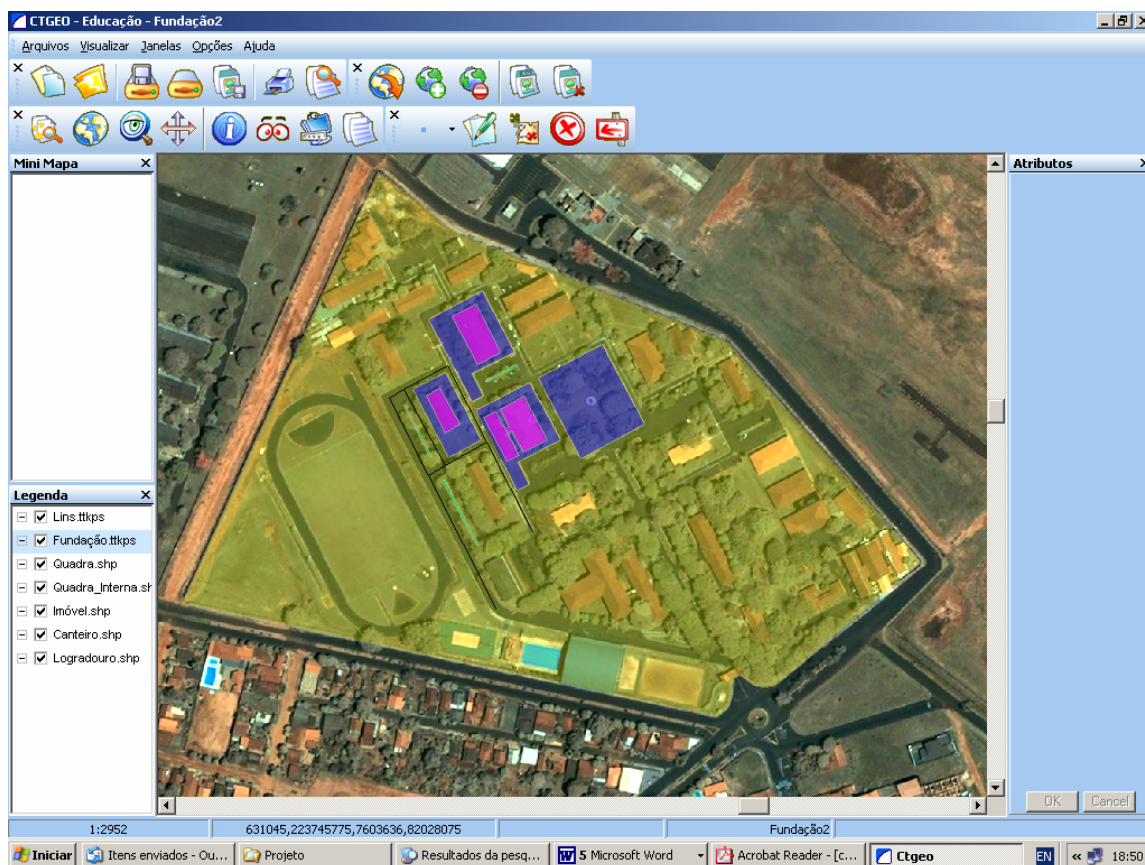 CTGEO - Educação - Fundação2
Arquivos Visualizar Janelas Opções Ajuda
Mini Mapa
Atributos
Legenda
Lins.ttkps
Fundação.ttkps
Quadra.shp
Quadra_Interna.sh
Imóvel.shp
Canteiro.shp
Logradouro.shp
OK Cancel
1:2952 631045,223745775,7603636,82028075 Fundação2
Iniciar Itens enviados - Ou... Projeto Resultados da pesq... 5 Microsoft Word Acrobat Reader - [c... Ctgeo EN « 18:50